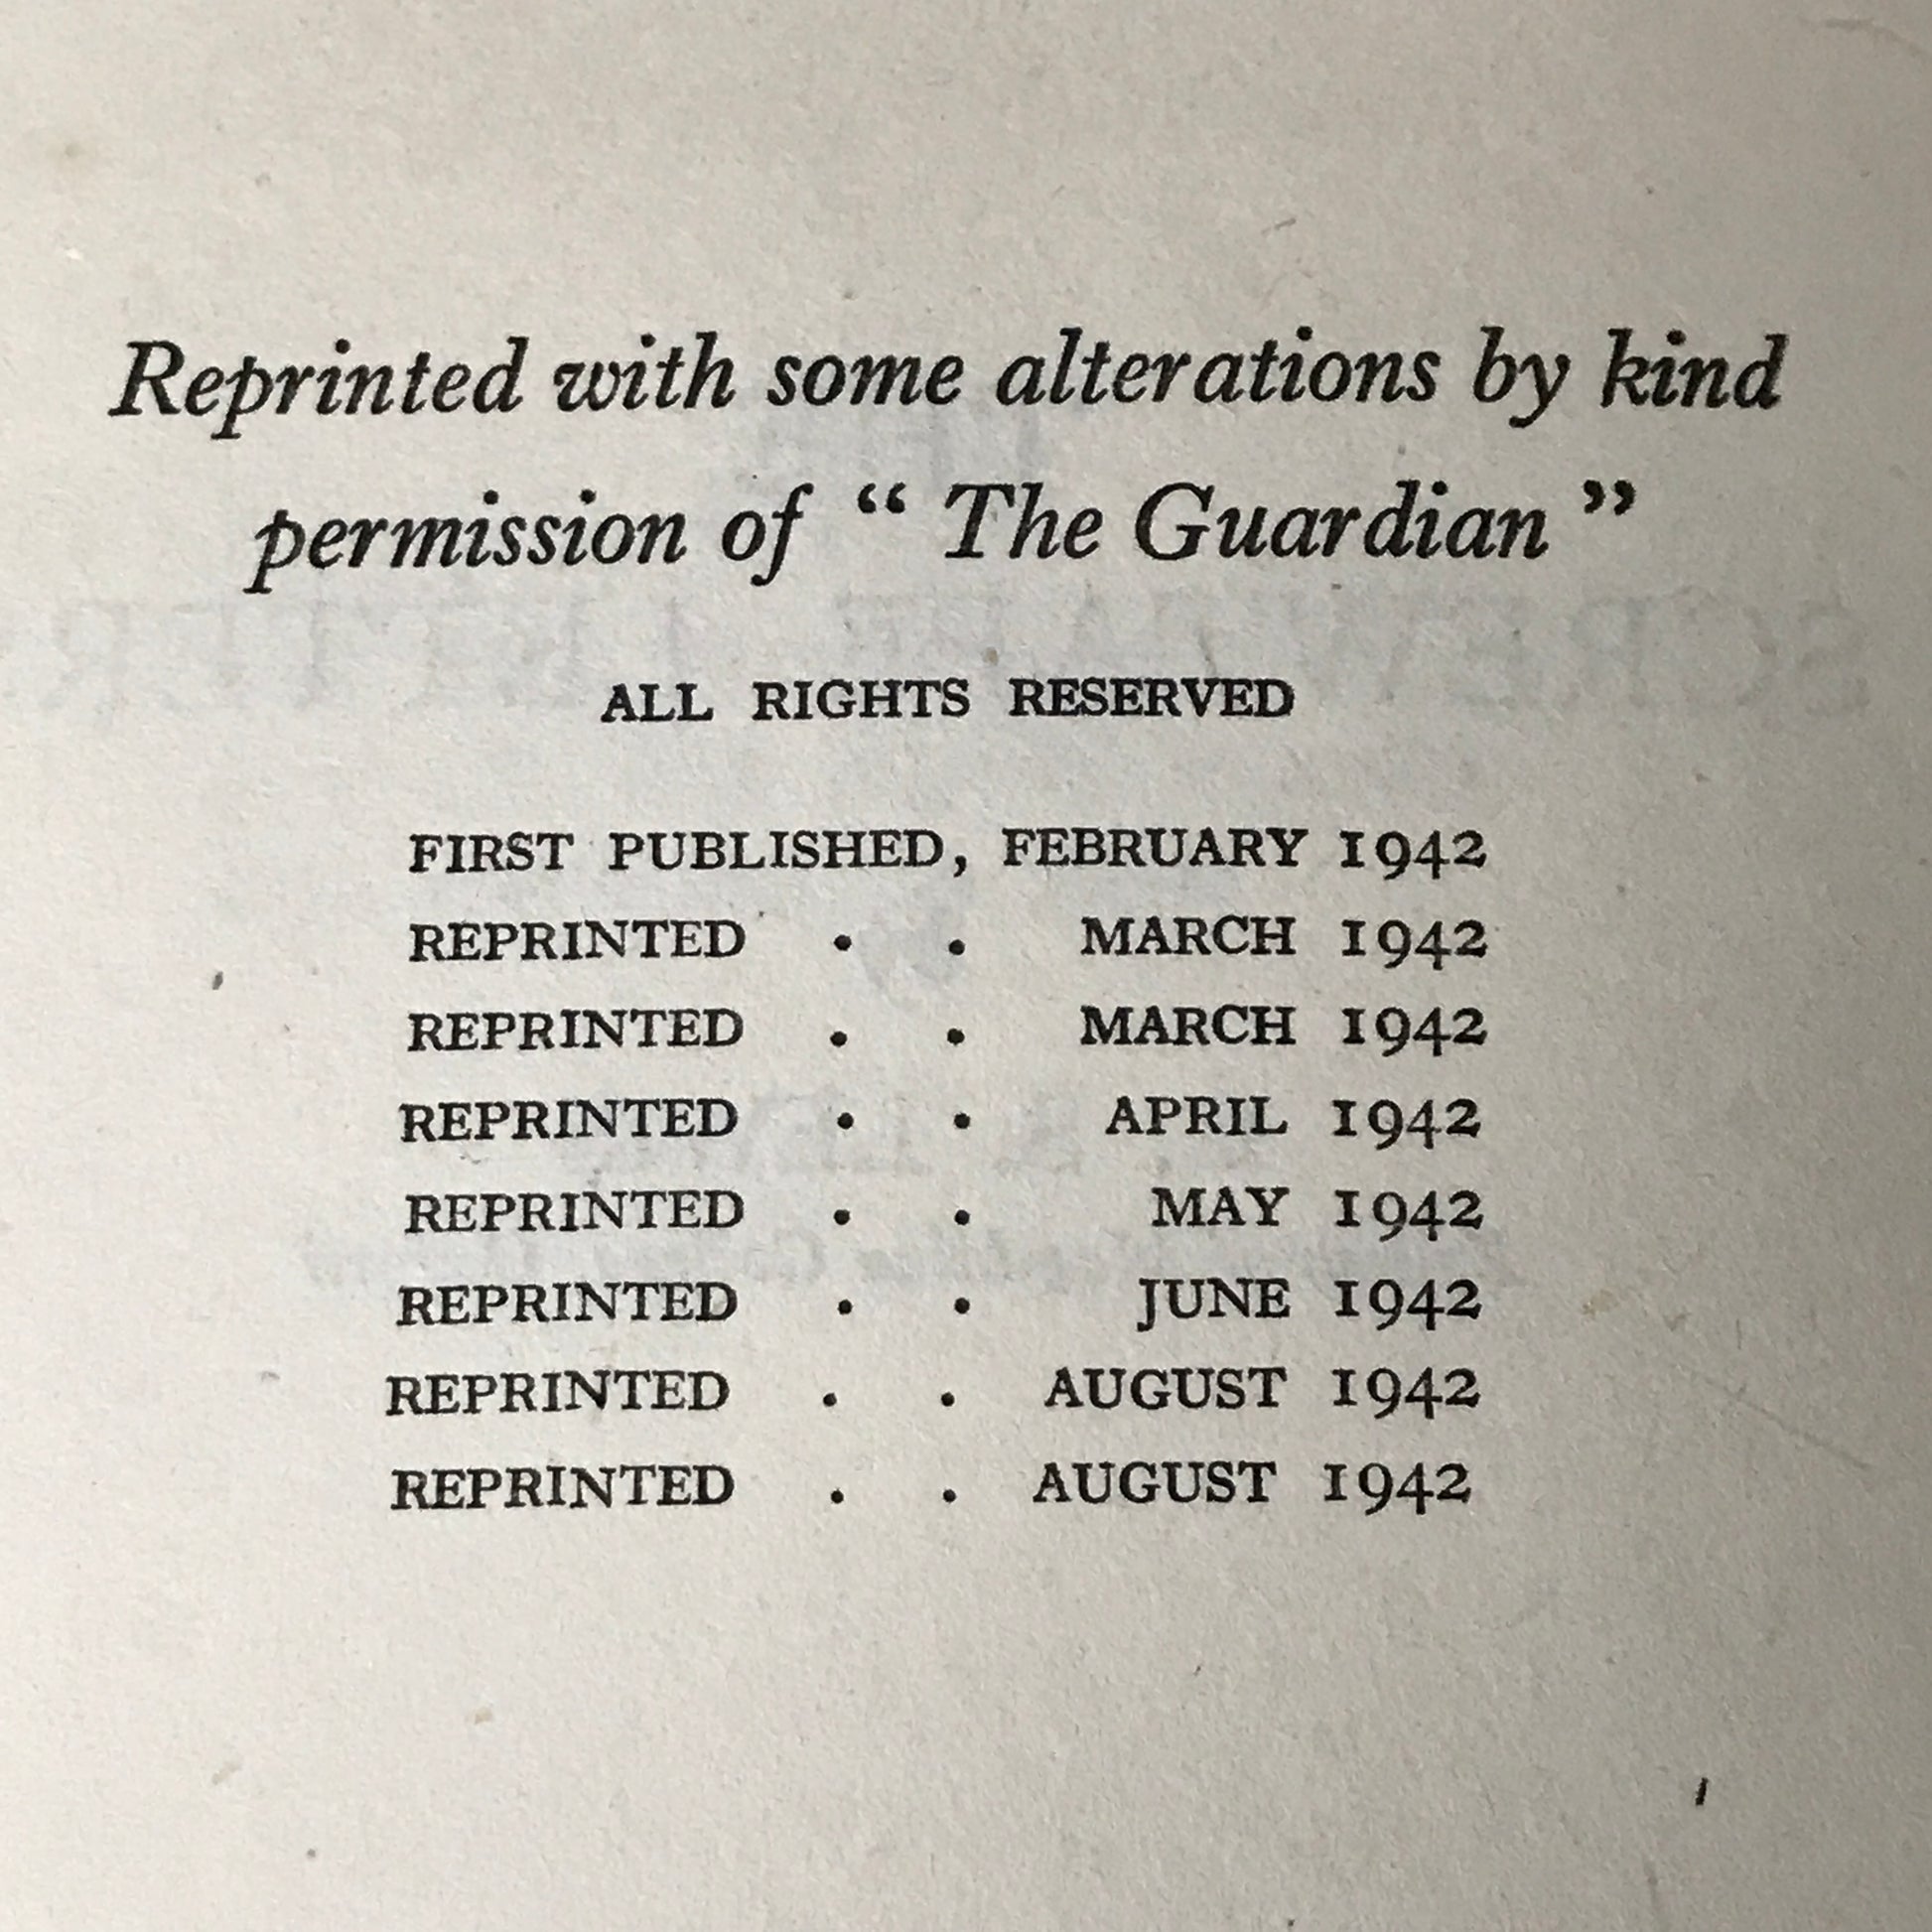 Reprinted with some alterations by kind
permission of “ The Guardian ”
ALL RIGHTS RESERVED
FIRST PUBLISHED, FEBRUARY 1942
REPRINTED . . MARCH 1942
REPRINTED . . MARCH 1942
REPRINTED . . APRIL 1942
REPRINTED . . MAY 1942
REPRINTED . . JUNE 1942
REPRINTED . . AUGUST 1942
REPRINTED . . AUGUST 1942